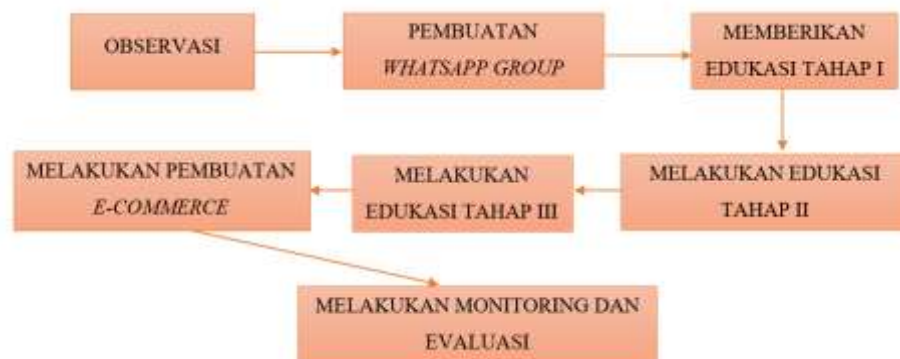 OBSERVASI
PEMBUATAN
WHATSAPP GROUP
MEMBERIKAN
EDUKASI TAHAP I
MELAKUKAN EDUKASI
TAHAP II
MELAKUKAN
EDUKASI TAHAP III
MELAKUKAN PEMBUATAN
E-COMMERCE
MELAKUKAN MONITORING DAN
EVALUASI